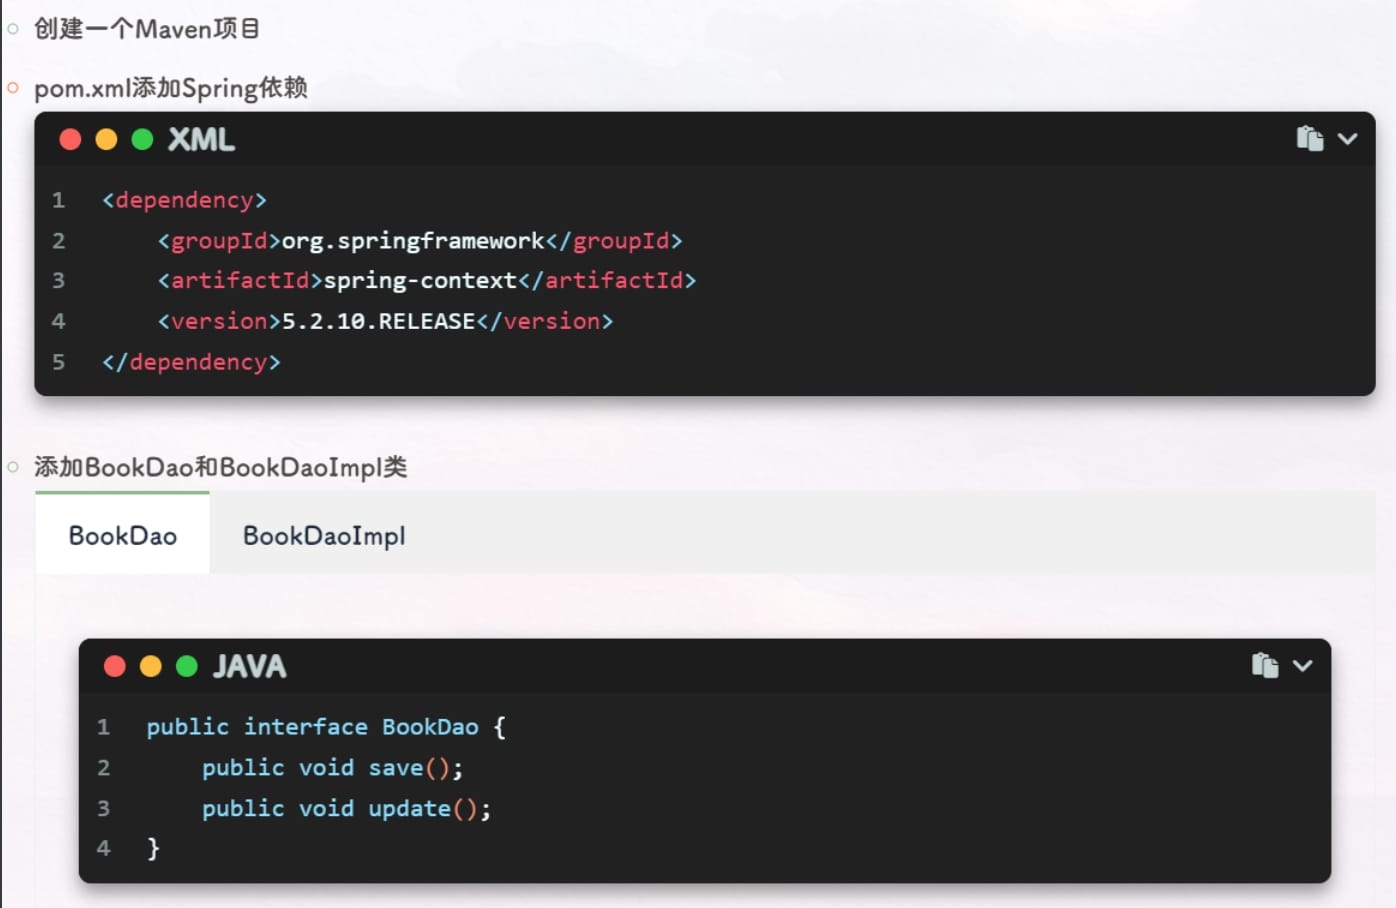 创建一个Maven项目
pom.xml添加Spring依赖
XML
1 <dependency>
2     <groupId>org.springframework</groupId>
3     <artifactId>spring-context</artifactId>
4     <version>5.2.10.RELEASE</version>
5 </dependency>
添加BookDao和BookDaoImpl类
BookDao BookDaoImpl
JAVA
1 public interface BookDao {
2     public void save();
3     public void update();
4 }